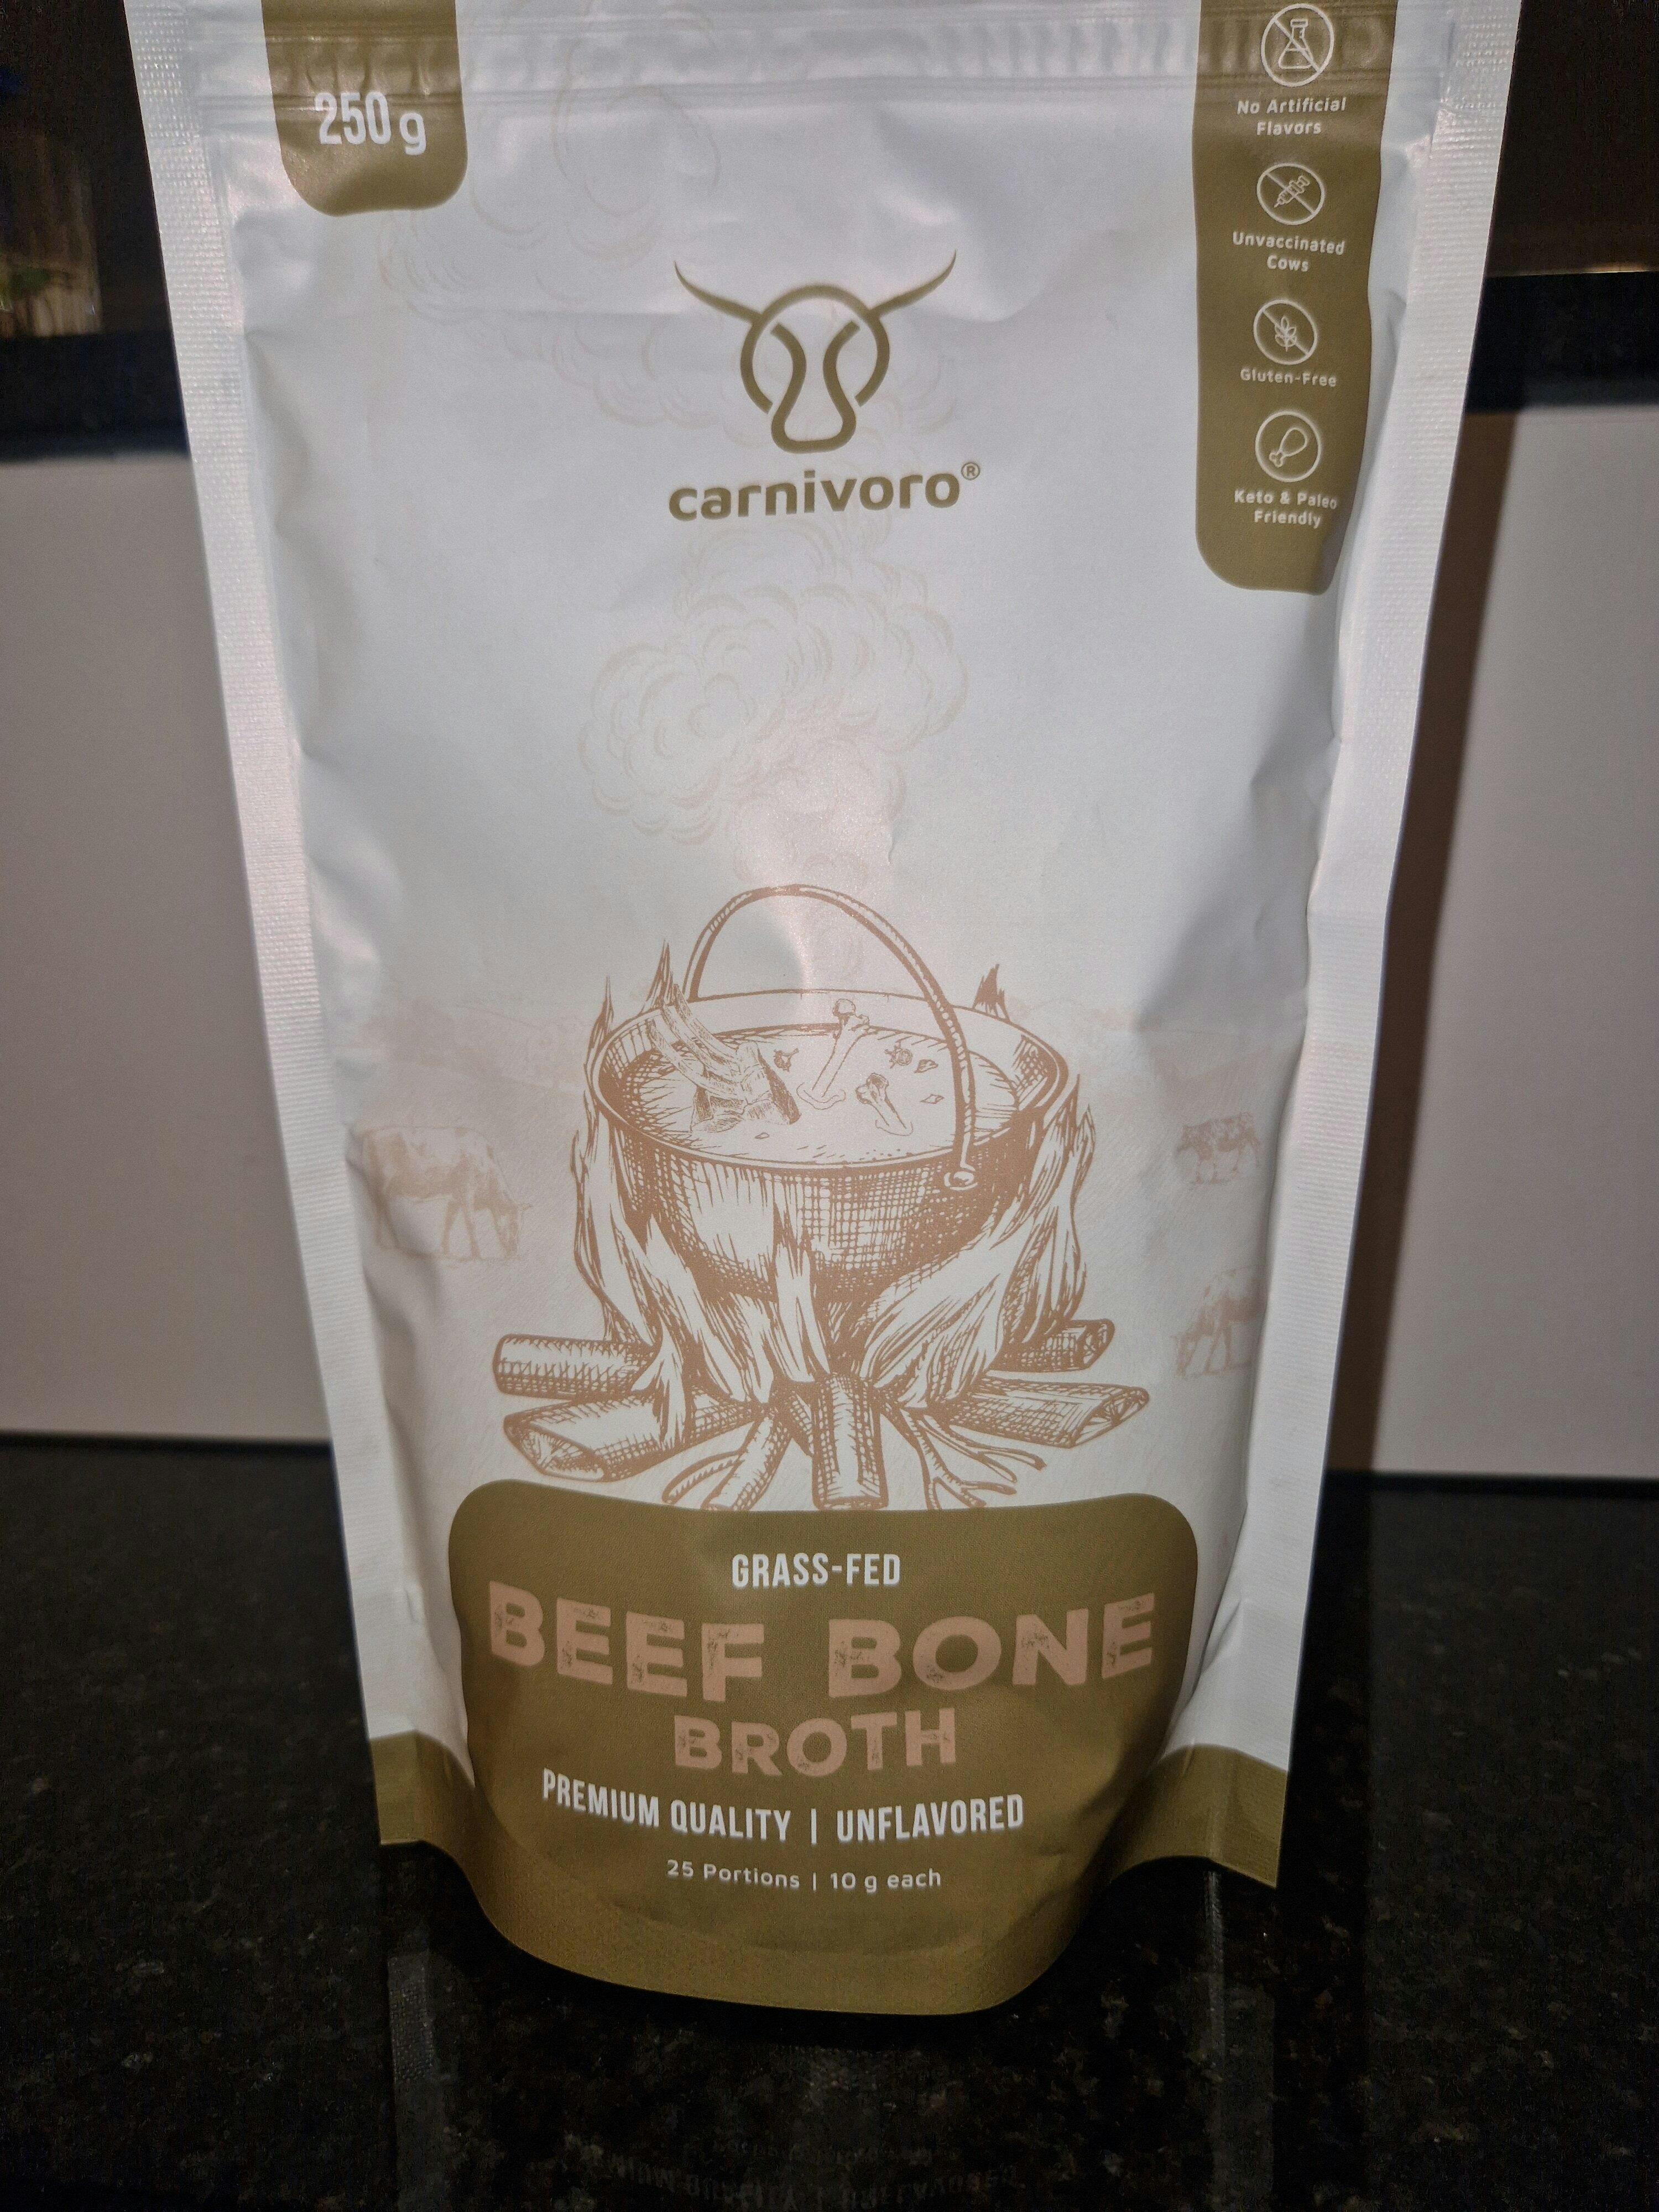 250 g
No Artificial
Flavors
Unvaccinated
Cows
Gluten-Free
Keto & Paleo
Friendly
carnivoro®
GRASS-FED
BEEF BONE
BROTH
PREMIUM QUALITY | UNFLAVORED
25 Portions | 10 g each